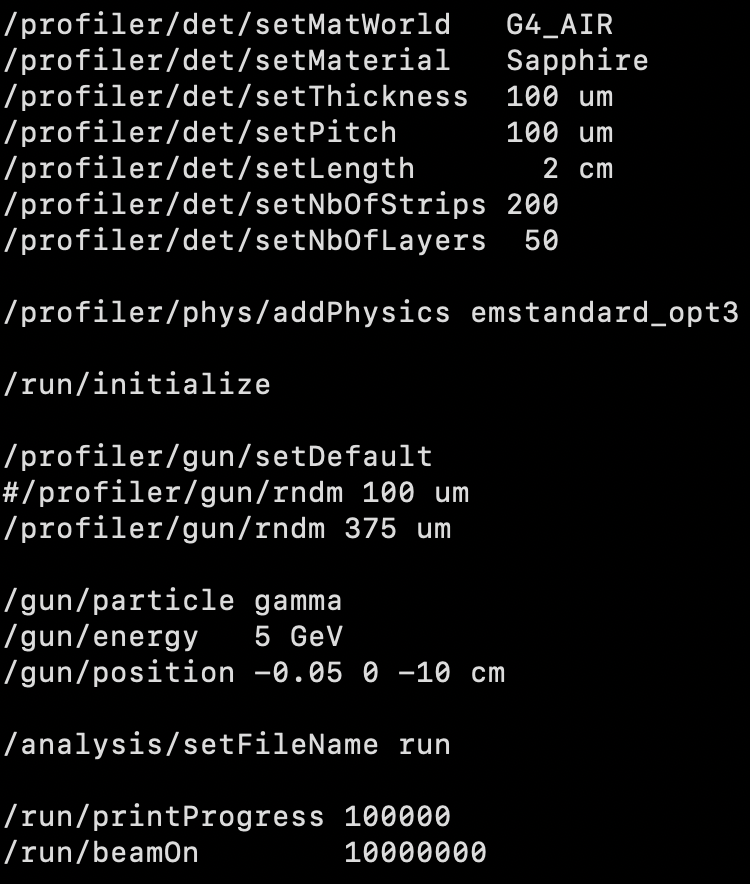 /profiler/det/setMatWorld   G4_AIR
/profiler/det/setMaterial   Sapphire
/profiler/det/setThickness  100 um
/profiler/det/setPitch      100 um
/profiler/det/setLength       2 cm
/profiler/det/setNbOfStrips 200
/profiler/det/setNbOfLayers  50
/profiler/phys/addPhysics emstandard_opt3
/run/initialize
/profiler/gun/setDefault
#/profiler/gun/rndm 100 um
/profiler/gun/rndm 375 um
/gun/particle gamma
/gun/energy   5 GeV
/gun/position -0.05 0 -10 cm
/analysis/setFileName run
/run/printProgress 100000
/run/beamOn        10000000